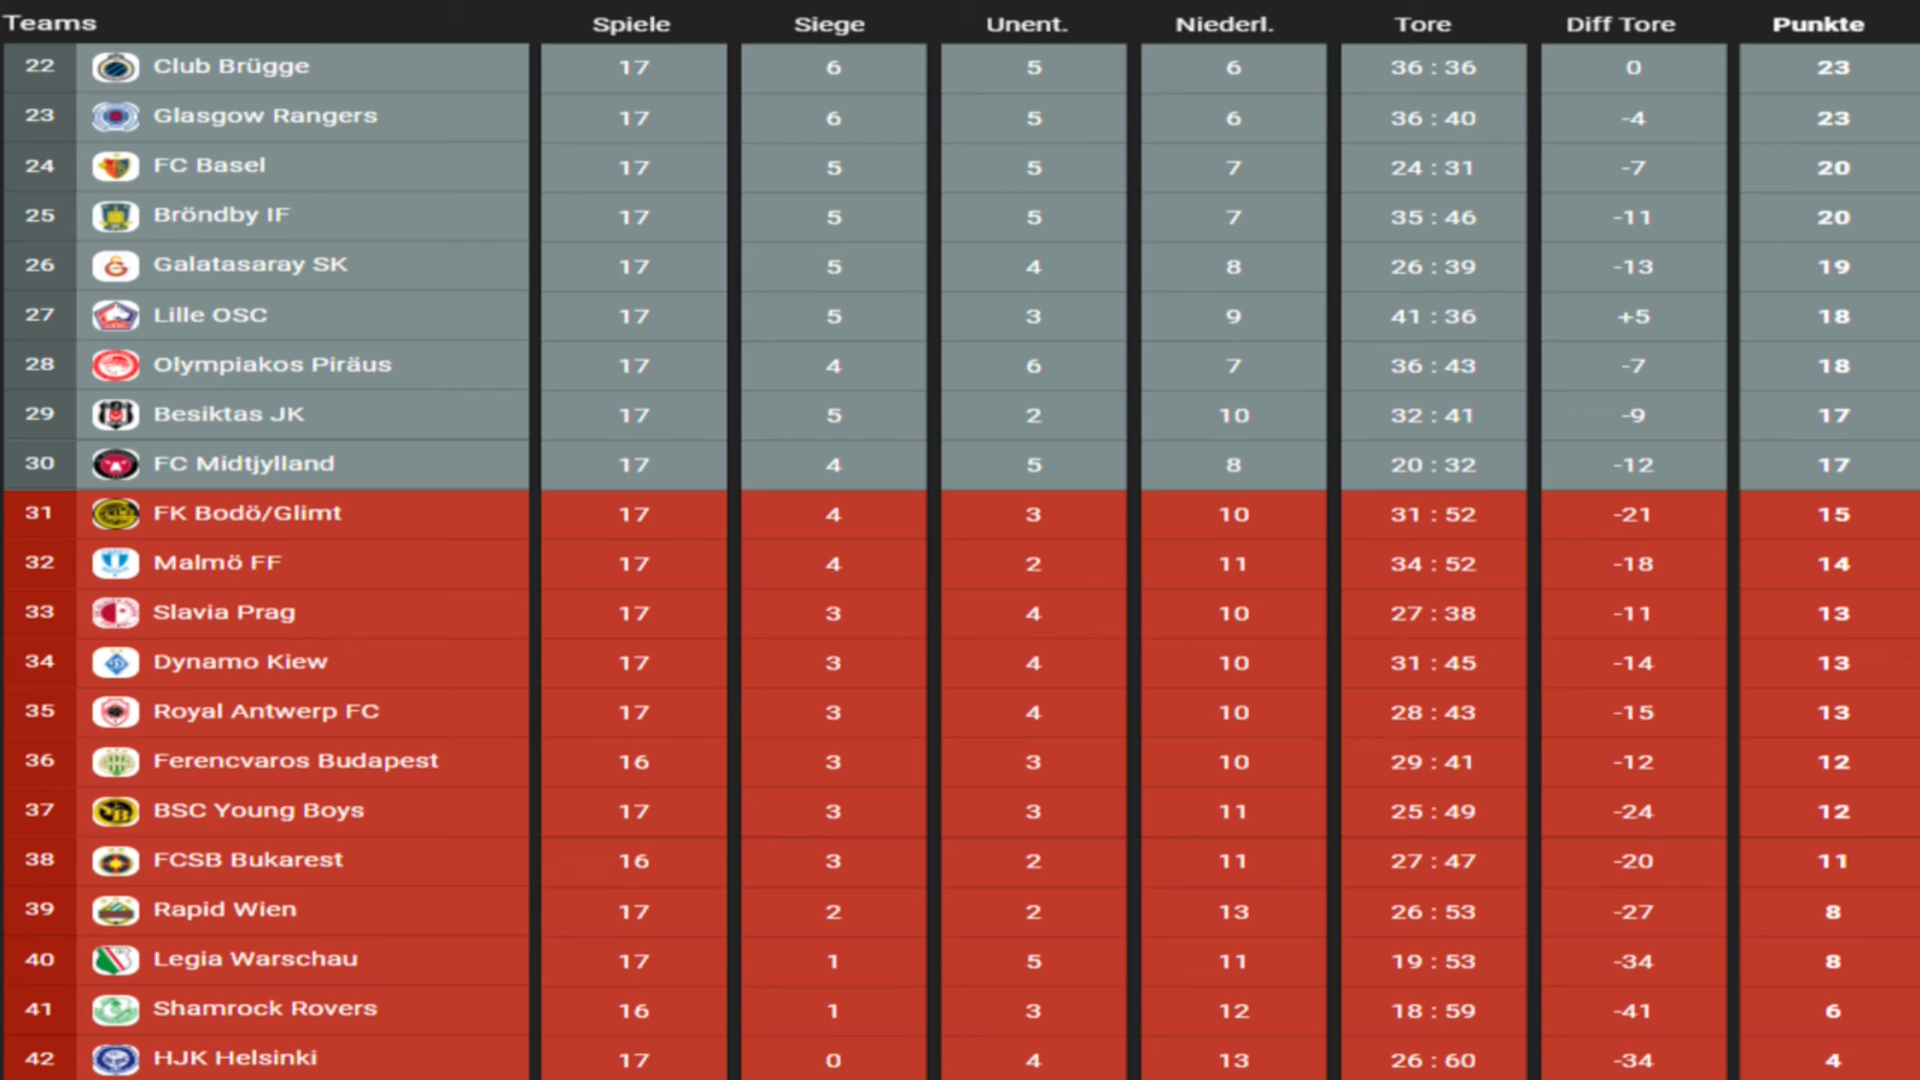 Teams Spiele Siege Unent. Niederl. Tore Diff Tore Punkte
22 Club Brügge 17 6 5 6 36 : 36 0 23
23 Glasgow Rangers 17 6 5 6 36 : 40 -4 23
24 FC Basel 17 5 5 7 24 : 31 -7 20
25 Bröndby IF 17 5 5 7 35 : 46 -11 20
26 Galatasaray SK 17 5 4 8 26 : 39 -13 19
27 Lille OSC 17 5 3 9 41 : 36 +5 18
28 Olympiakos Piräus 17 4 6 7 36 : 43 -7 18
29 Besiktas JK 17 5 2 10 32 : 41 -9 17
30 FC Midtjylland 17 4 5 8 20 : 32 -12 17
31 FK Bodö/Glimt 17 4 3 10 31 : 52 -21 15
32 Malmö FF 17 4 2 11 34 : 52 -18 14
33 Slavia Prag 17 3 4 10 27 : 38 -11 13
34 Dynamo Kiew 17 3 4 10 31 : 45 -14 13
35 Royal Antwerp FC 17 3 4 10 28 : 43 -15 13
36 Ferencvaros Budapest 16 3 3 10 29 : 41 -12 12
37 BSC Young Boys 17 3 3 11 25 : 49 -24 12
38 FCSB Bukarest 16 3 2 11 27 : 47 -20 11
39 Rapid Wien 17 2 2 13 26 : 53 -27 8
40 Legia Warschau 17 1 5 11 19 : 53 -34 8
41 Shamrock Rovers 16 1 3 12 18 : 59 -41 6
42 HJK Helsinki 17 0 4 13 26 : 60 -34 4